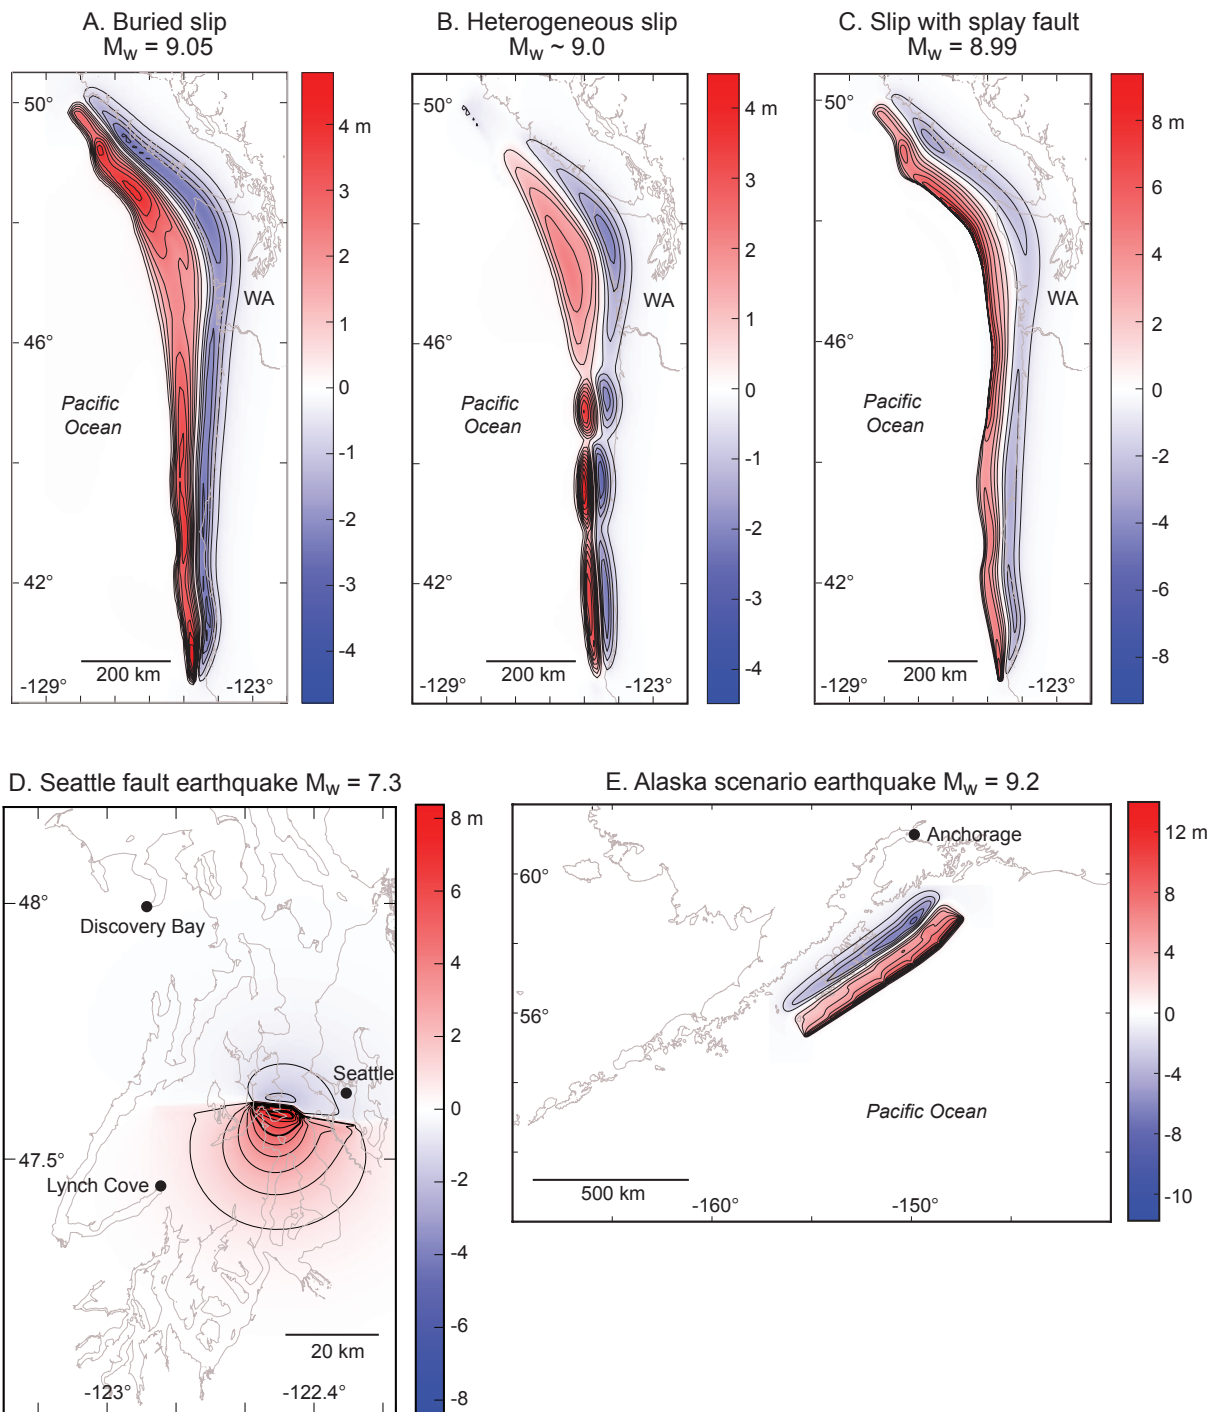 A. Buried slip
Mw = 9.05
50°
46°
42°
Pacific
Ocean
WA
200 km
-129°
-123°
4 m
3
2
1
0
-1
-2
-3
-4
B. Heterogeneous slip
Mw ~ 9.0
50°
46°
42°
Pacific
Ocean
WA
200 km
-129°
-123°
4 m
3
2
1
0
-1
-2
-3
-4
C. Slip with splay fault
Mw = 8.99
50°
46°
42°
Pacific
Ocean
WA
200 km
-129°
-123°
8 m
6
4
2
0
-2
-4
-6
-8
D. Seattle fault earthquake Mw = 7.3
48°
Discovery Bay
Seattle
47.5°
Lynch Cove
20 km
-123°
-122.4°
8 m
6
4
2
0
-2
-4
-6
-8
E. Alaska scenario earthquake Mw = 9.2
Anchorage
60°
56°
Pacific Ocean
500 km
-160°
-150°
12 m
8
4
0
-4
-8
-10